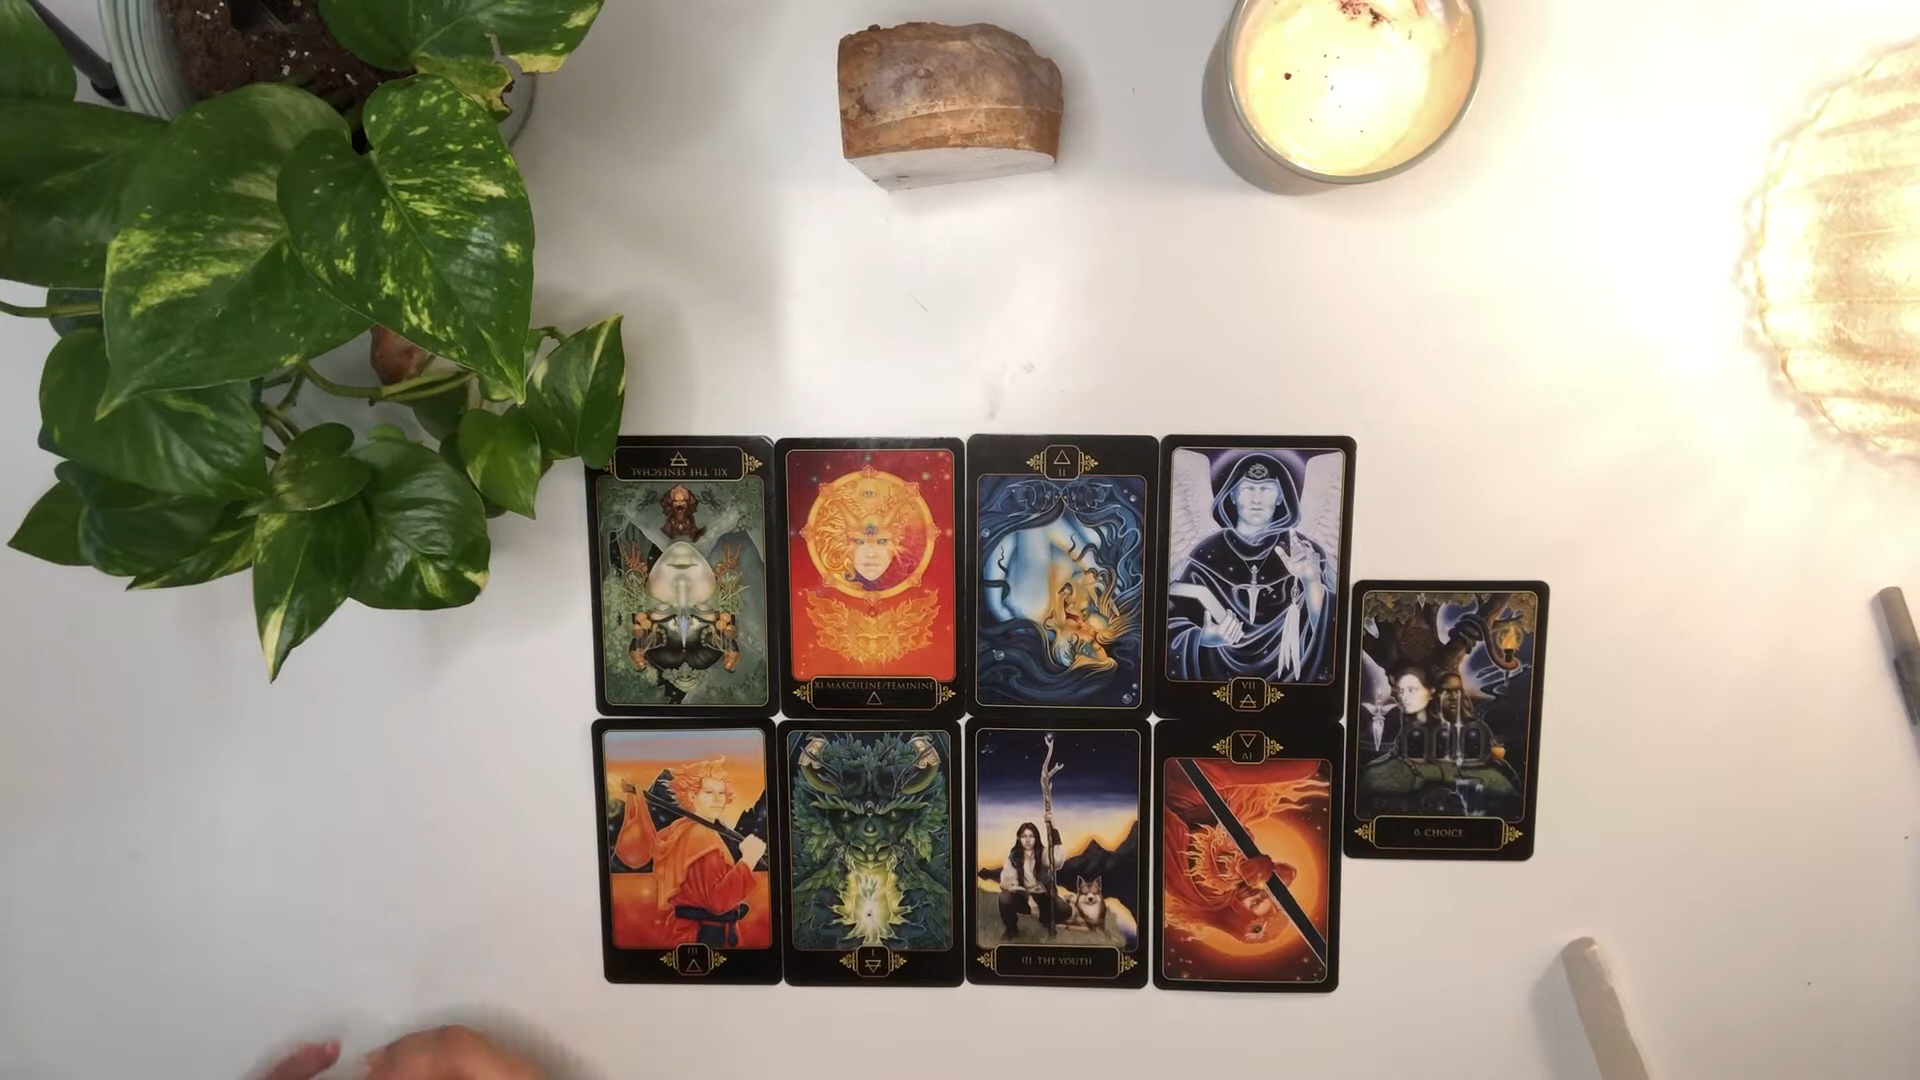 XII. THE SENESCHAL
XI. MASCULINE/FEMININE
II
VII
0. CHOICE
III
I
III. THE YOUTH
VI